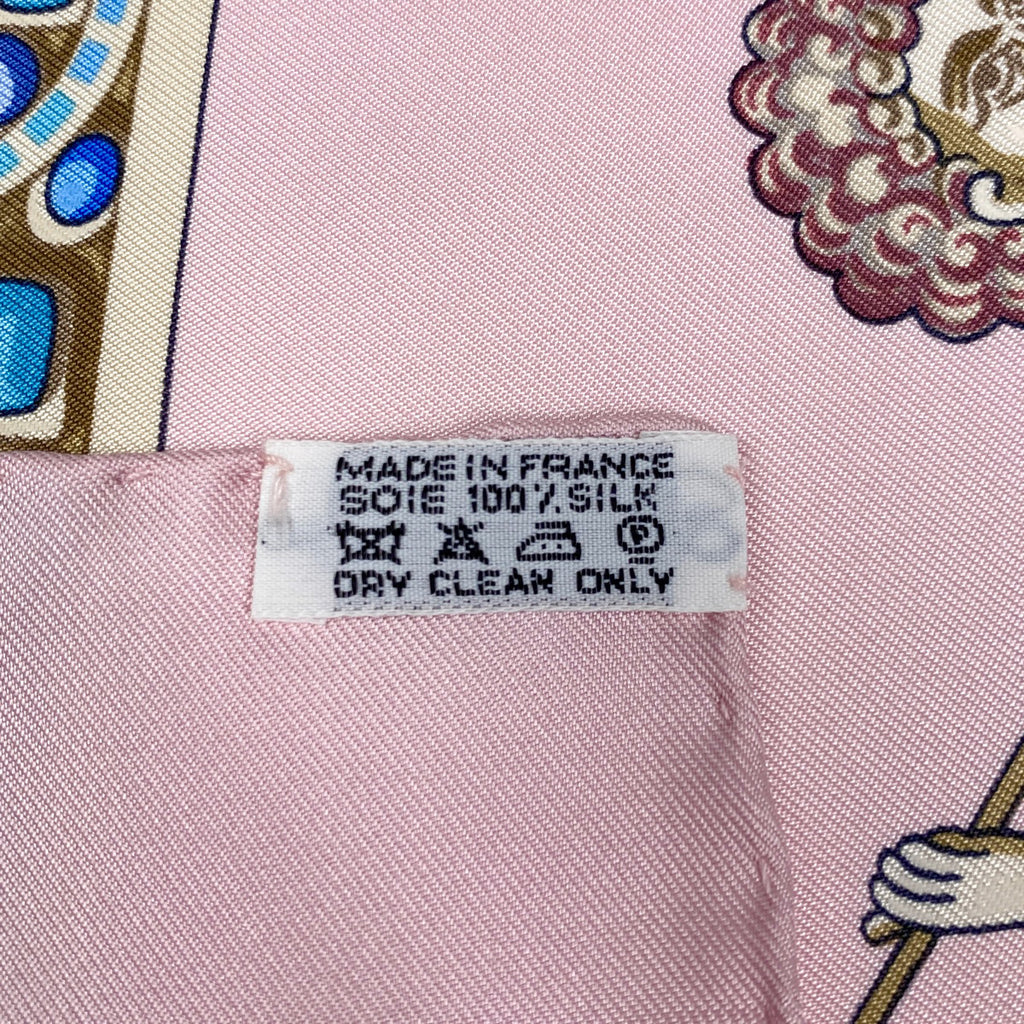 MADE IN FRANCE
SOIE 100% SILK
P
DRY CLEAN ONLY